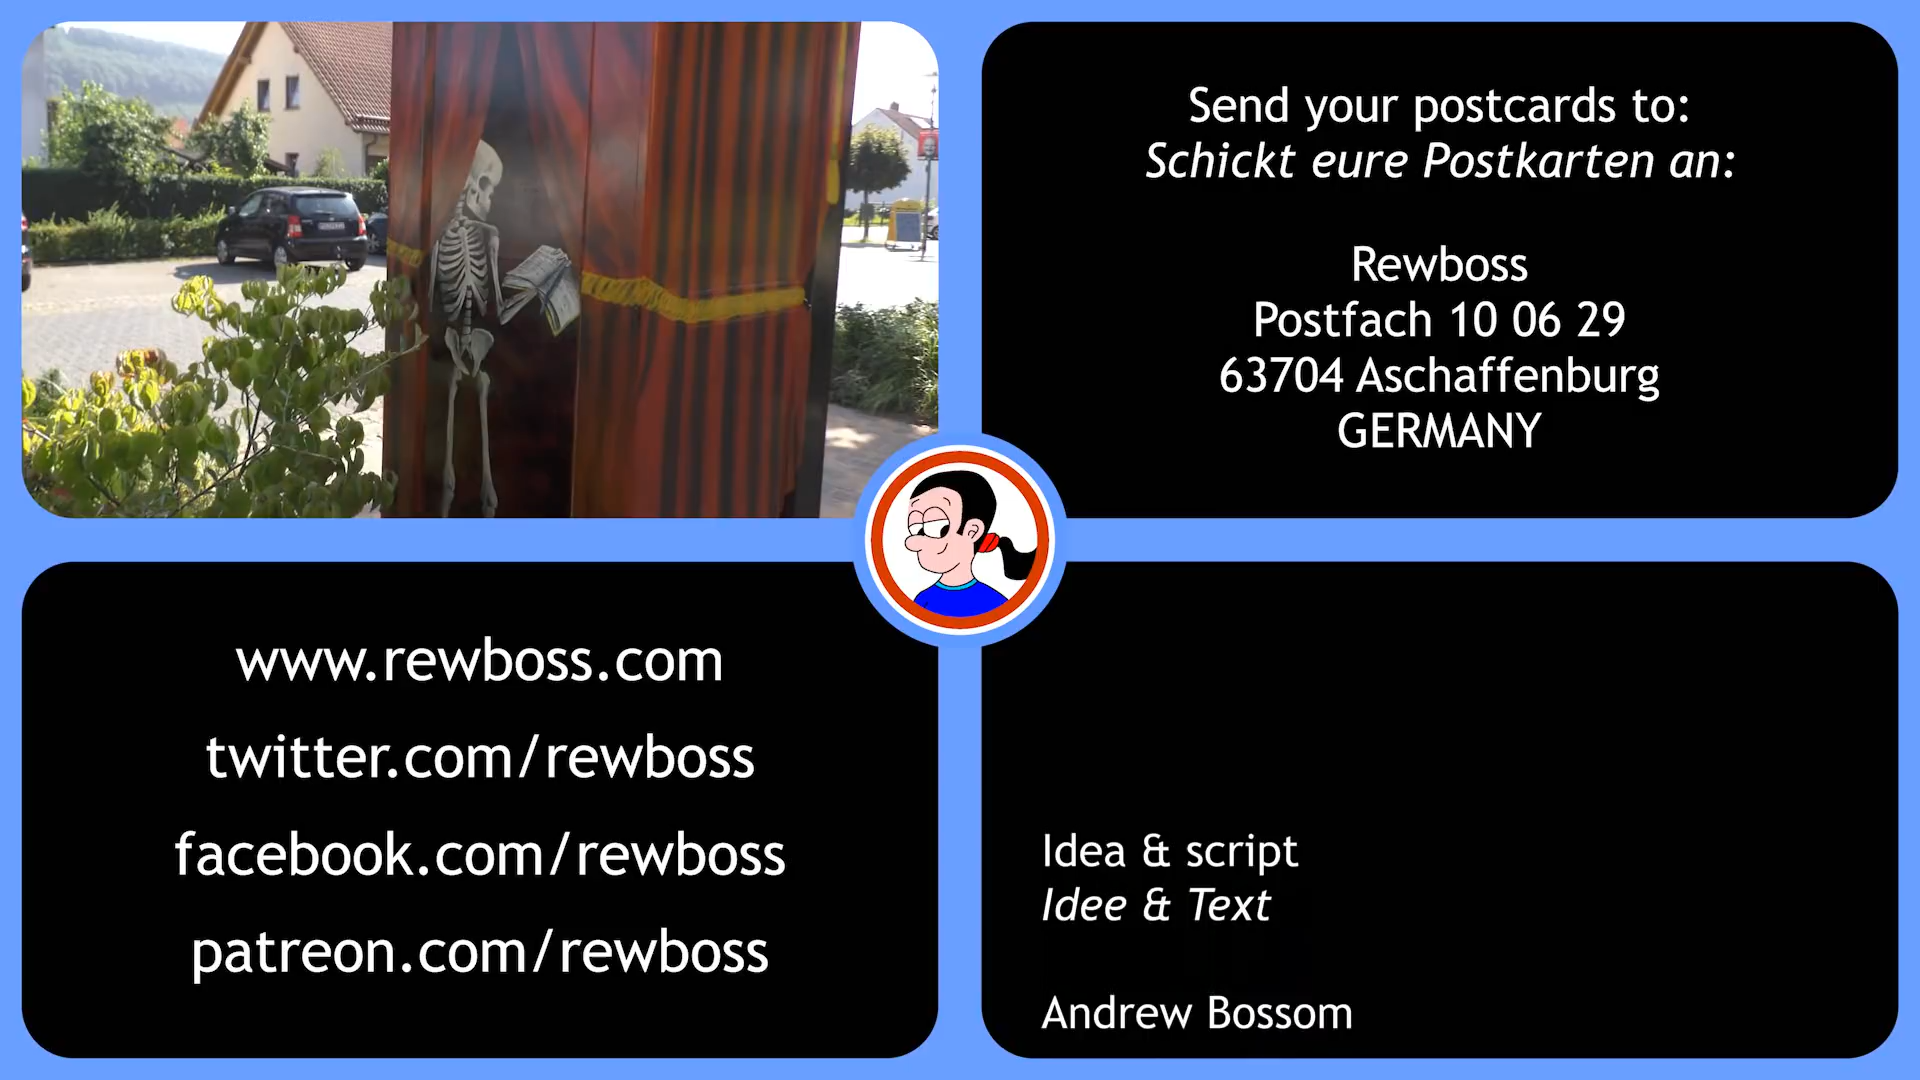 Send your postcards to:
Schickt eure Postkarten an:
Rewboss
Postfach 10 06 29
63704 Aschaffenburg
GERMANY
www.rewboss.com
twitter.com/rewboss
facebook.com/rewboss
patreon.com/rewboss
Idea & script
Idee & Text
Andrew Bossom